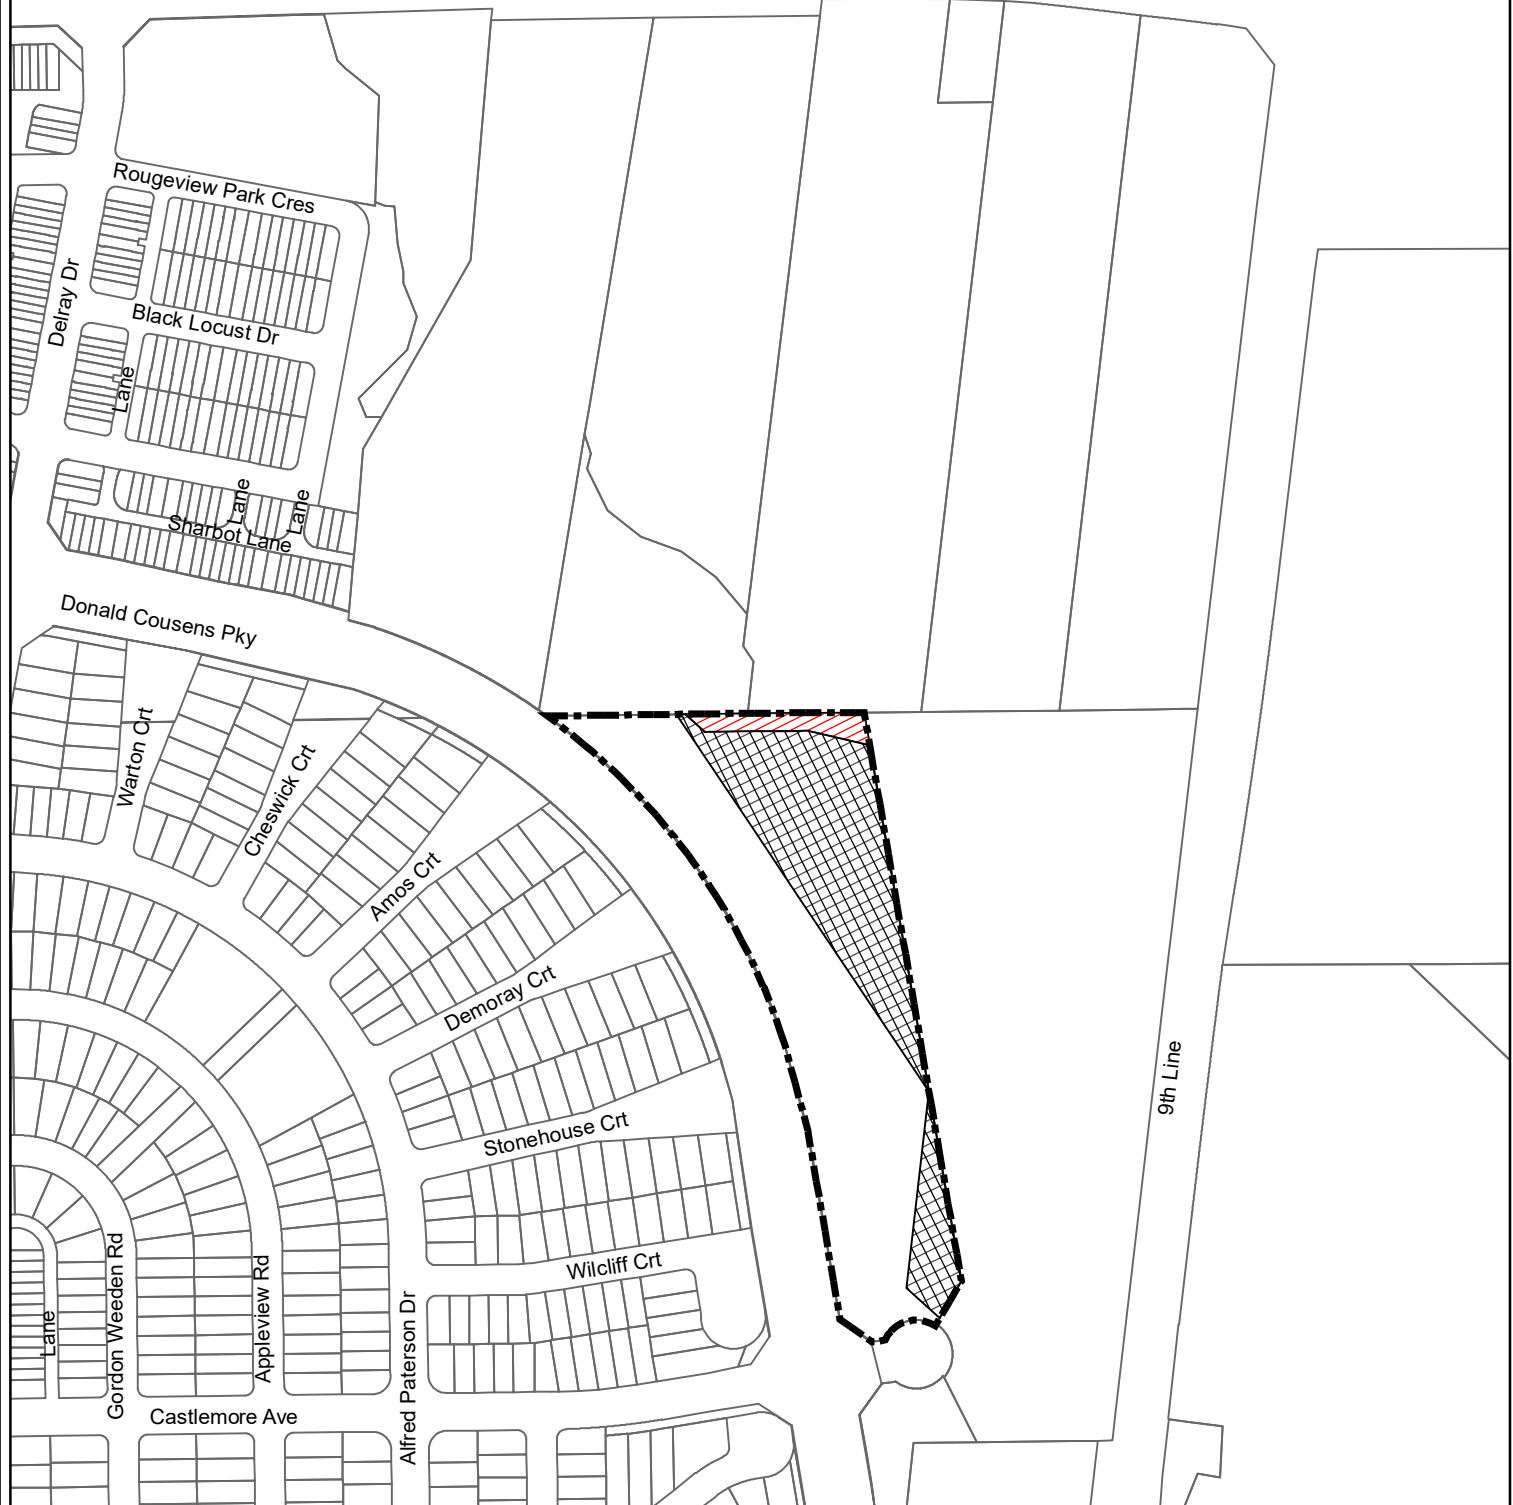 Rougeview Park Cres
Delray Dr
Black Locust Dr
Lane
Lane
Lane
Sharbot Lane
Donald Cousens Pky
Warton Crt
Cheswick Crt
Amos Crt
Demoray Crt
Stonehouse Crt
9th Line
Wilcliff Crt
Gordon Weeden Rd
Appleview Rd
Lane
Alfred Paterson Dr
Castlemore Ave